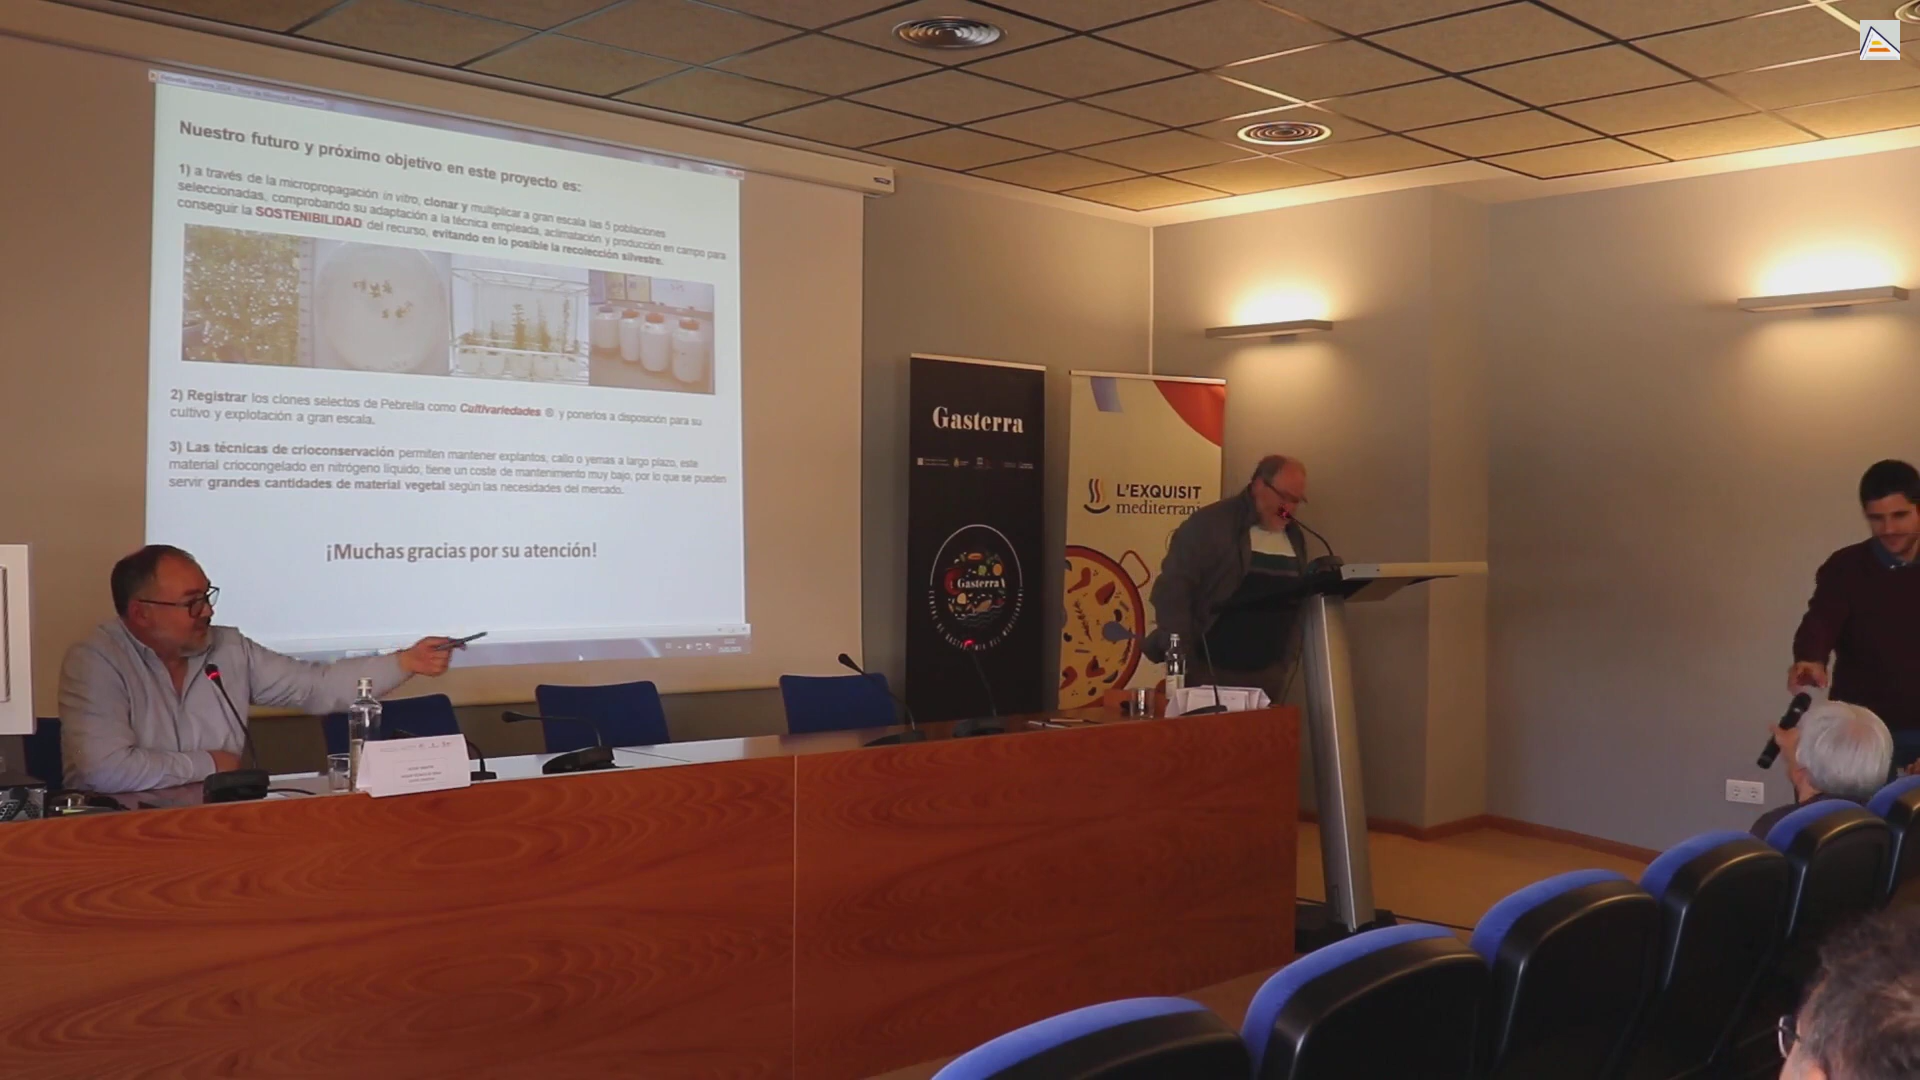 Nuestro futuro y próximo objetivo en este proyecto es:
1) a través de la micropropagación in vitro, clonar y multiplicar a gran escala las 5 poblaciones
seleccionadas, comprobando su adaptación a la técnica empleada, aclimatación y producción en campo para
conseguir la SOSTENIBILIDAD del recurso, evitando en lo posible la recolección silvestre.
2) Registrar los clones selectos de Pebrella como Cultivariedades ® y ponerlos a disposición para su
cultivo y explotación a gran escala.
3) Las técnicas de crioconservación permiten mantener explantos, callo o yemas a largo plazo, este
material criocongelado en nitrógeno líquido, tiene un coste de mantenimiento muy bajo, por lo que se pueden
servir grandes cantidades de material vegetal según las necesidades del mercado.
¡Muchas gracias por su atención!
Gasterra
Gasterra
L'EXQUISIT
mediterrani